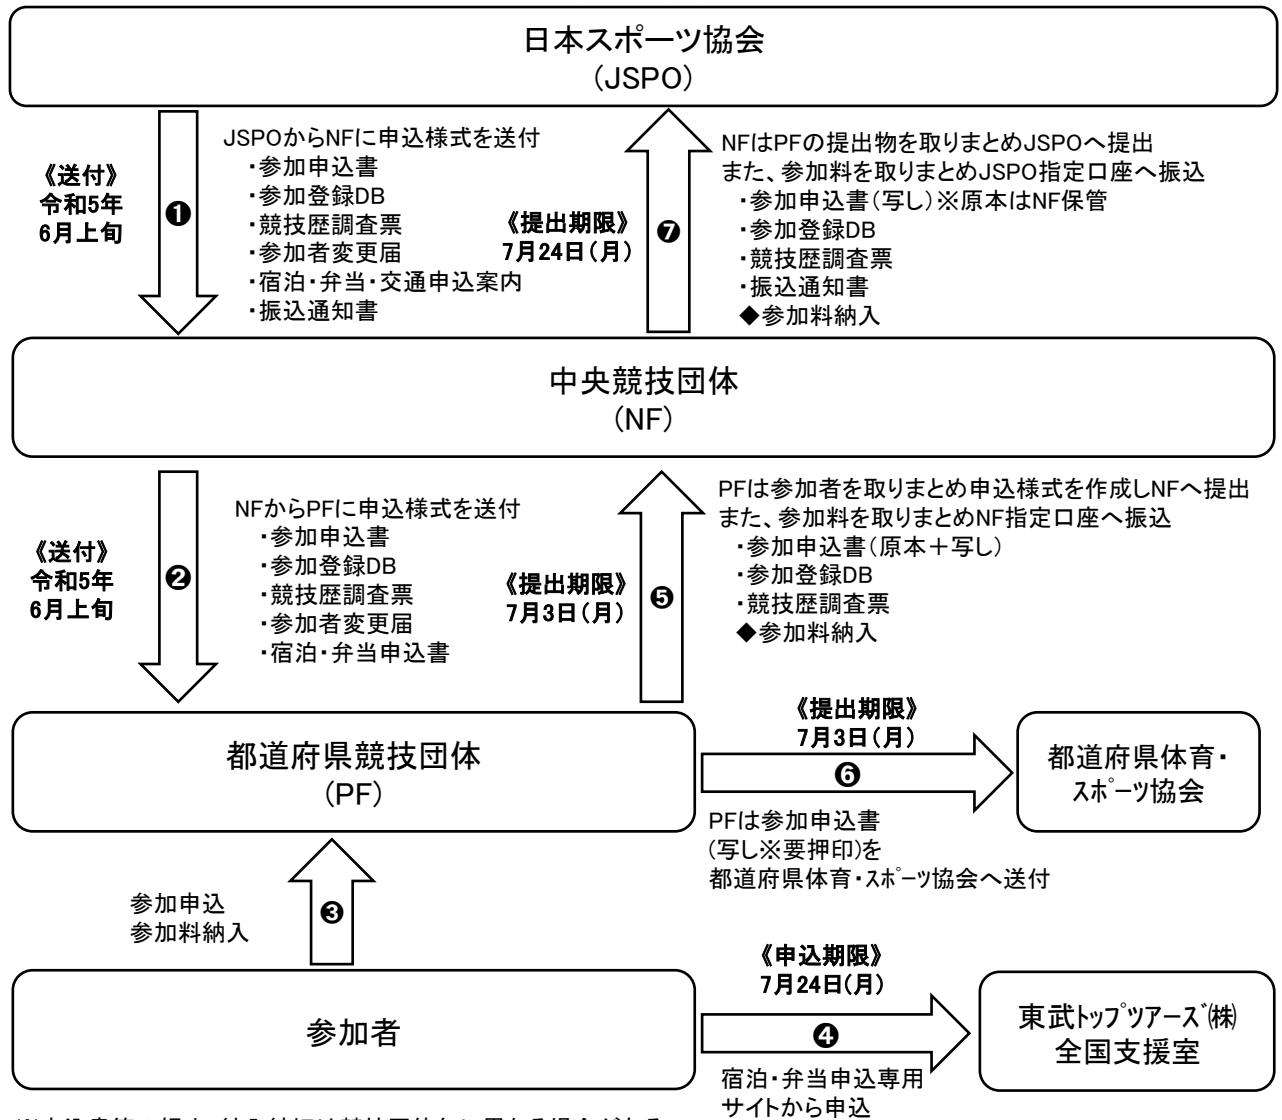 日本スポーツ協会
(JSPO)
《送付》
令和5年
6月上旬
❶
JSPOからNFに申込様式を送付
・参加申込書
・参加登録DB
・競技歴調査票
・参加者変更届
・宿泊・弁当・交通申込案内
・振込通知書
《提出期限》
7月24日(月)
❼
NFはPFの提出物を取りまとめJSPOへ提出
また、参加料を取りまとめJSPO指定口座へ振込
・参加申込書(写し)※原本はNF保管
・参加登録DB
・競技歴調査票
・振込通知書
◆参加料納入
中央競技団体
(NF)
《送付》
令和5年
6月上旬
❷
NFからPFに申込様式を送付
・参加申込書
・参加登録DB
・競技歴調査票
・参加者変更届
・宿泊・弁当申込書
《提出期限》
7月3日(月)
❺
PFは参加者を取りまとめ申込様式を作成しNFへ提出
また、参加料を取りまとめNF指定口座へ振込
・参加申込書(原本+写し)
・参加登録DB
・競技歴調査票
◆参加料納入
都道府県競技団体
(PF)
《提出期限》
7月3日(月)
❻
PFは参加申込書
(写し※要押印)を
都道府県体育・スポーツ協会へ送付
都道府県体育・
スポーツ協会
参加申込
参加料納入
❸
参加者
《申込期限》
7月24日(月)
❹
宿泊・弁当申込専用
サイトから申込
東武トップツアーズ㈱
全国支援室